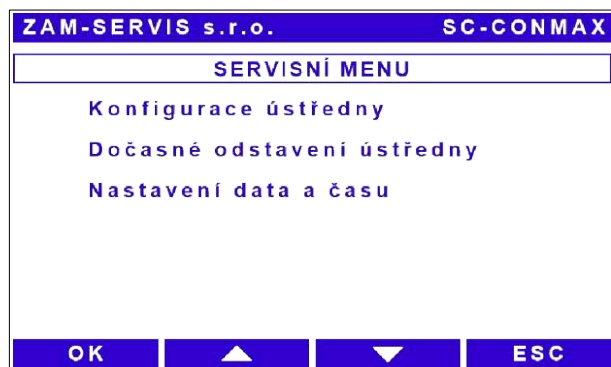 ZAM-SERVIS s.r.o. SC-CONMAX
SERVISNÍ MENU
Konfigurace ústředny
Dočasné odstavení ústředny
Nastavení data a času
OK ESC